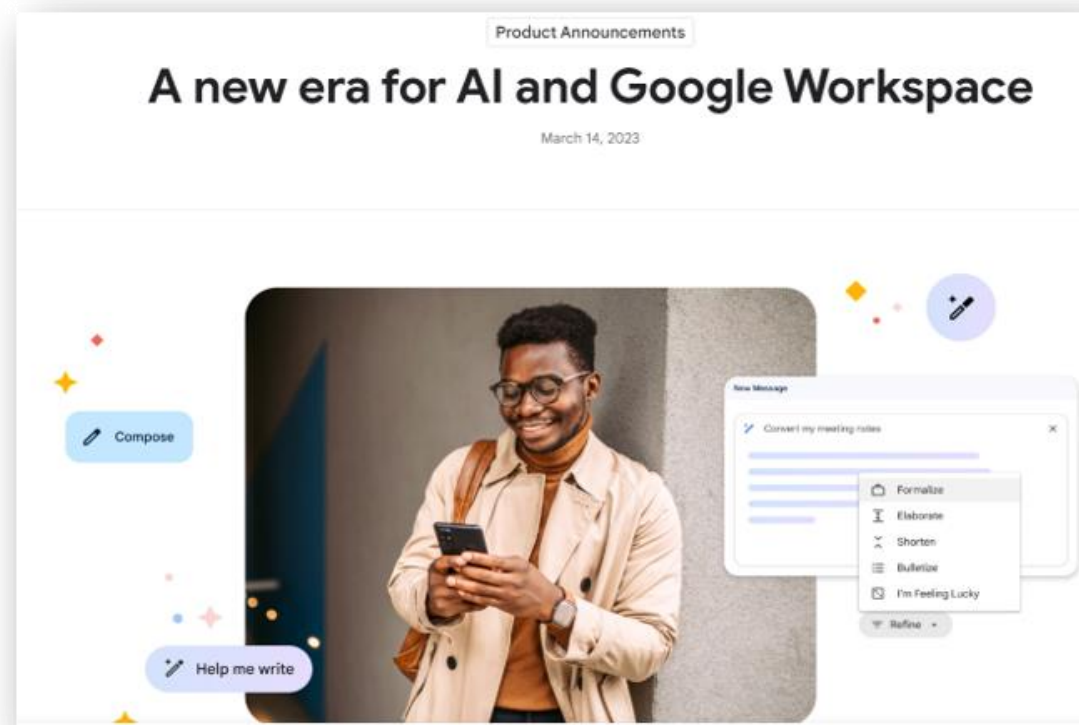 Product Announcements
A new era for AI and Google Workspace
March 14, 2023
Compose
New Message
Convert my meeting notes
Formalize
Elaborate
Shorten
Bulletize
I'm Feeling Lucky
Refine
Help me write